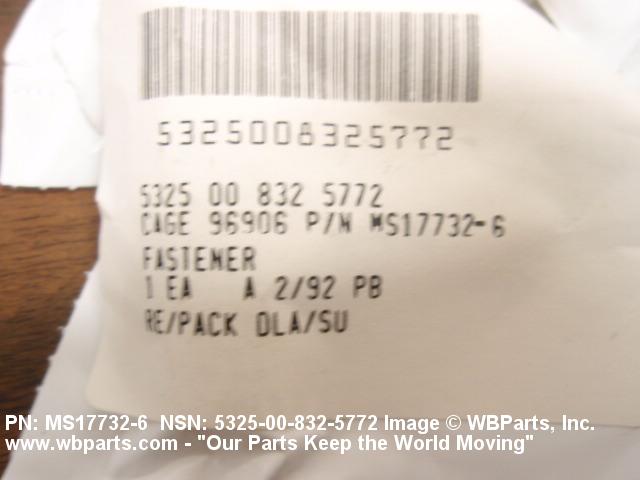 5325008325772
5325 00 832 5772
CAGE 96906 P/N MS17732-6
FASTENER
1 EA A 2/92 PB
RE/PACK DLA/SU
PN: MS17732-6 NSN: 5325-00-832-5772 Image © WBParts, Inc.
www.wbparts.com - "Our Parts Keep the World Moving"